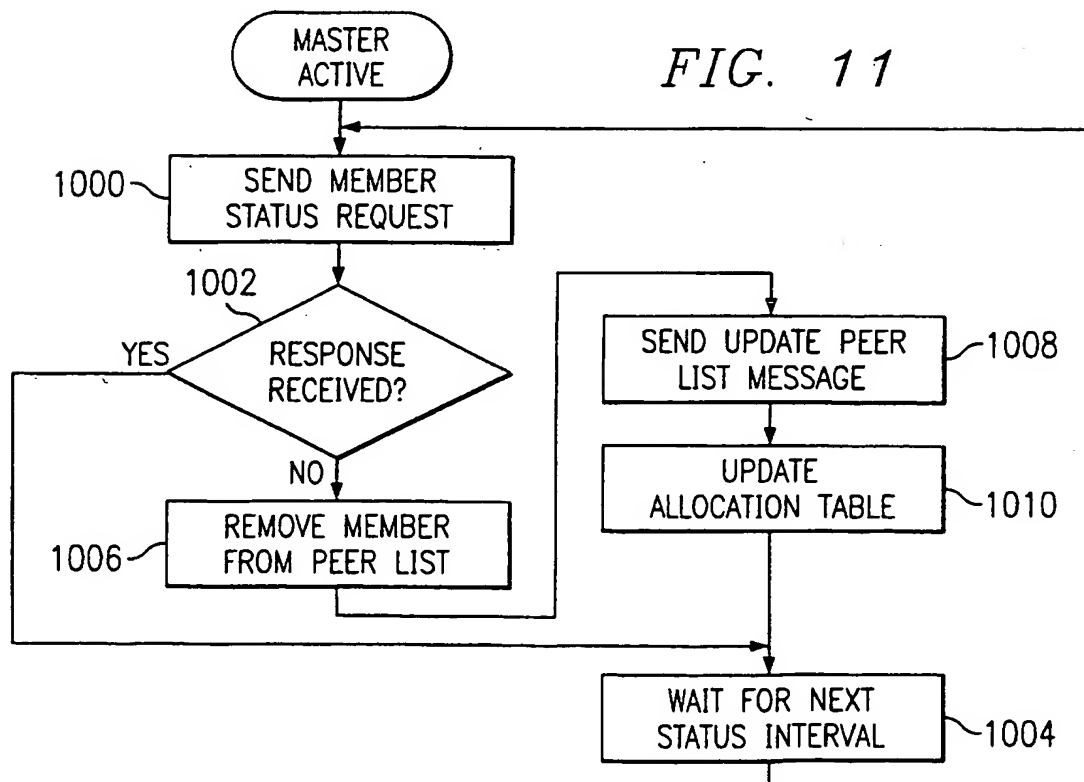 MASTER
ACTIVE
FIG. 11
1000
SEND MEMBER
STATUS REQUEST
1002
YES
RESPONSE
RECEIVED?
NO
1006
REMOVE MEMBER
FROM PEER LIST
SEND UPDATE PEER
LIST MESSAGE
1008
UPDATE
ALLOCATION TABLE
1010
WAIT FOR NEXT
STATUS INTERVAL
1004